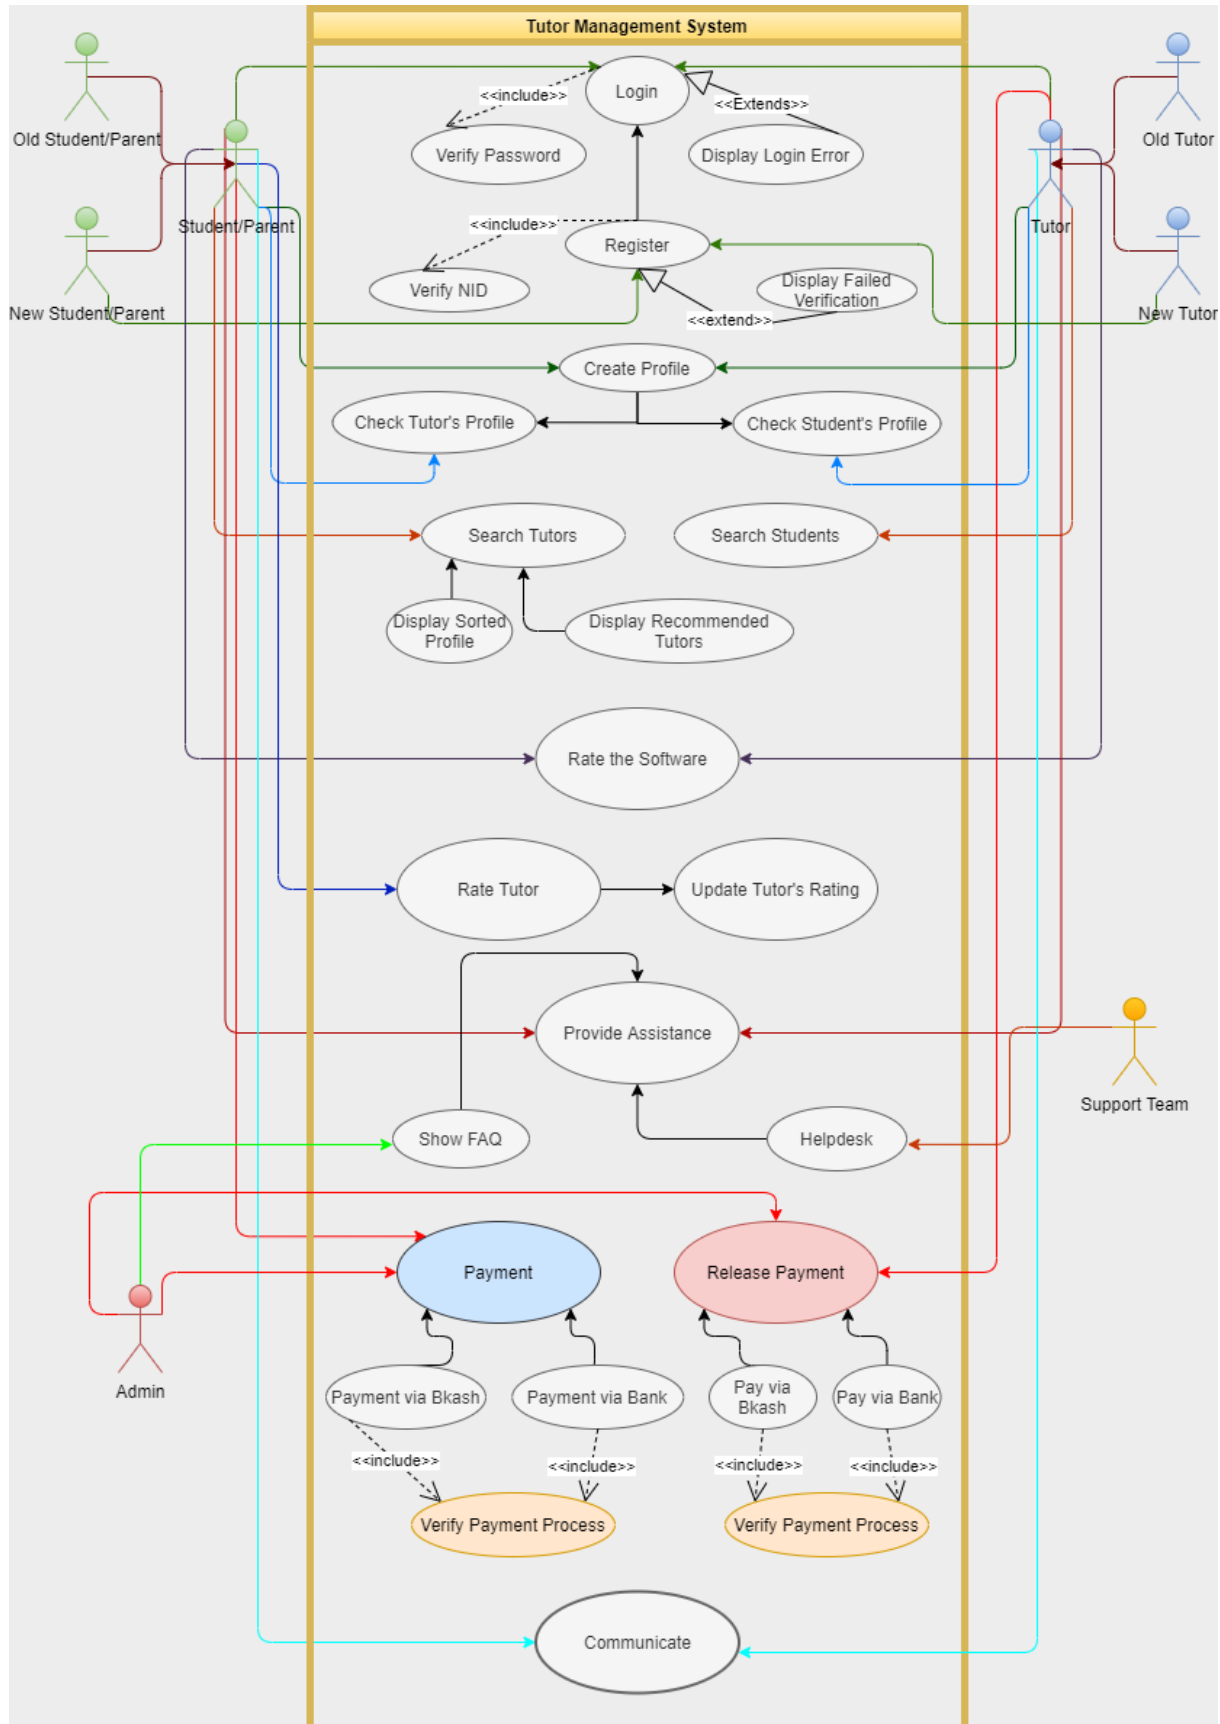 Tutor Management System
Login
<<include>>
<<Extends>>
Old Student/Parent
Old Tutor
Verify Password
Display Login Error
Student/Parent
<<include>>
Tutor
Register
Display Failed
Verification
Verify NID
New Student/Parent
<<extend>>
New Tutor
Create Profile
Check Tutor's Profile
Check Student's Profile
Search Tutors
Search Students
Display Sorted
Profile
Display Recommended
Tutors
Rate the Software
Rate Tutor
Update Tutor's Rating
Provide Assistance
Support Team
Show FAQ
Helpdesk
Payment
Release Payment
Admin
Payment via Bkash
Payment via Bank
Pay via
Bkash
Pay via Bank
<<include>>
<<include>>
<<include>>
<<include>>
Verify Payment Process
Verify Payment Process
Communicate